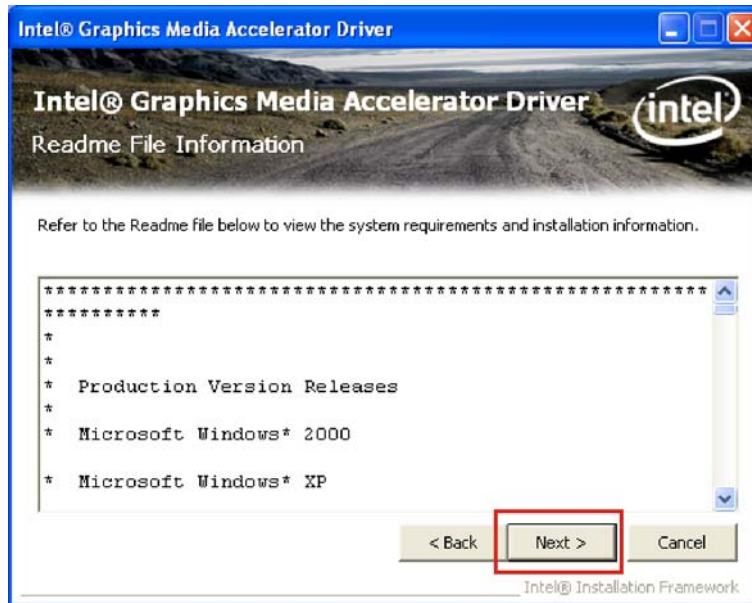 Intel® Graphics Media Accelerator Driver
Intel® Graphics Media Accelerator Driver
Readme File Information
intel
Refer to the Readme file below to view the system requirements and installation information.
********************************************************
**********
*
*
* Production Version Releases
*
* Microsoft Windows* 2000
* Microsoft Windows* XP
< Back
Next >
Cancel
Intel® Installation Framework